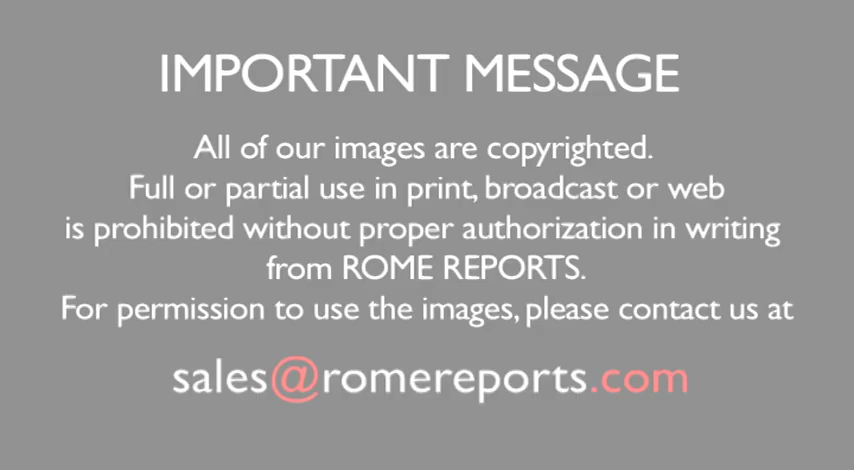 IMPORTANT MESSAGE
All of our images are copyrighted.
Full or partial use in print, broadcast or web
is prohibited without proper authorization in writing
from ROME REPORTS.
For permission to use the images, please contact us at
sales@romereports.com